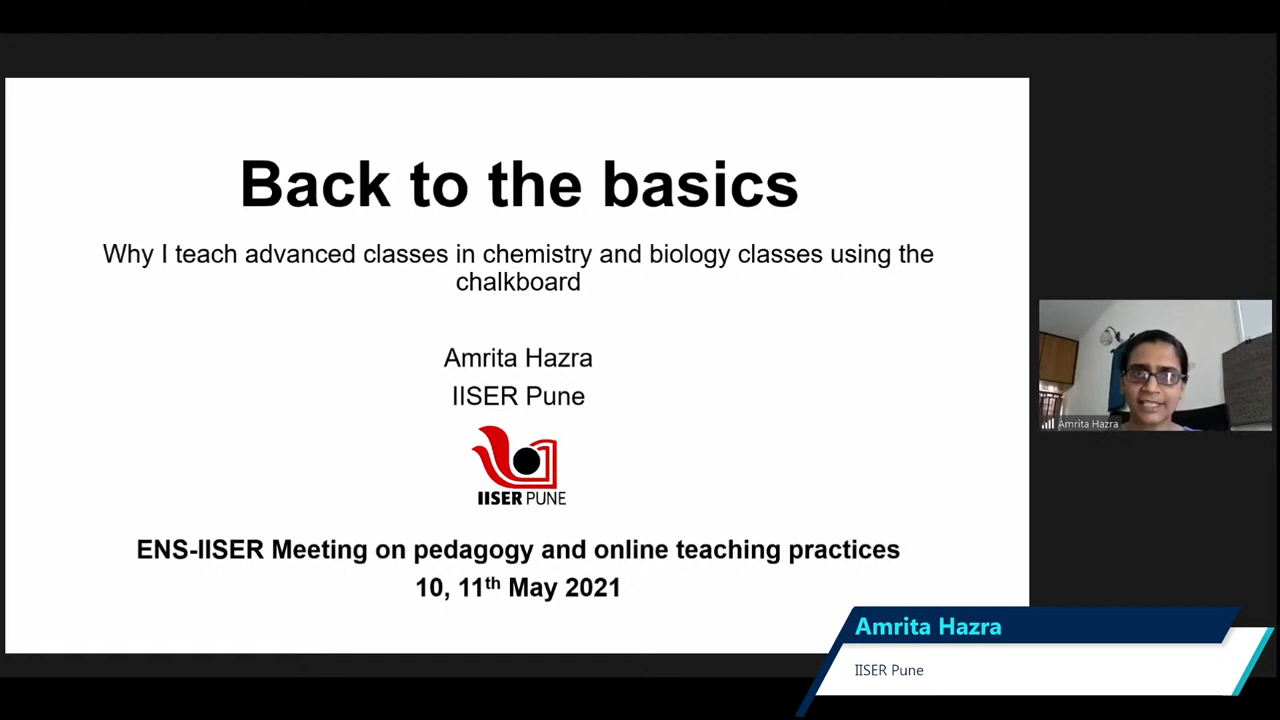 Back to the basics
Why I teach advanced classes in chemistry and biology classes using the
chalkboard
Amrita Hazra
IISER Pune
IISER PUNE
ENS-IISER Meeting on pedagogy and online teaching practices
10, 11th May 2021
Amrita Hazra
Amrita Hazra
IISER Pune